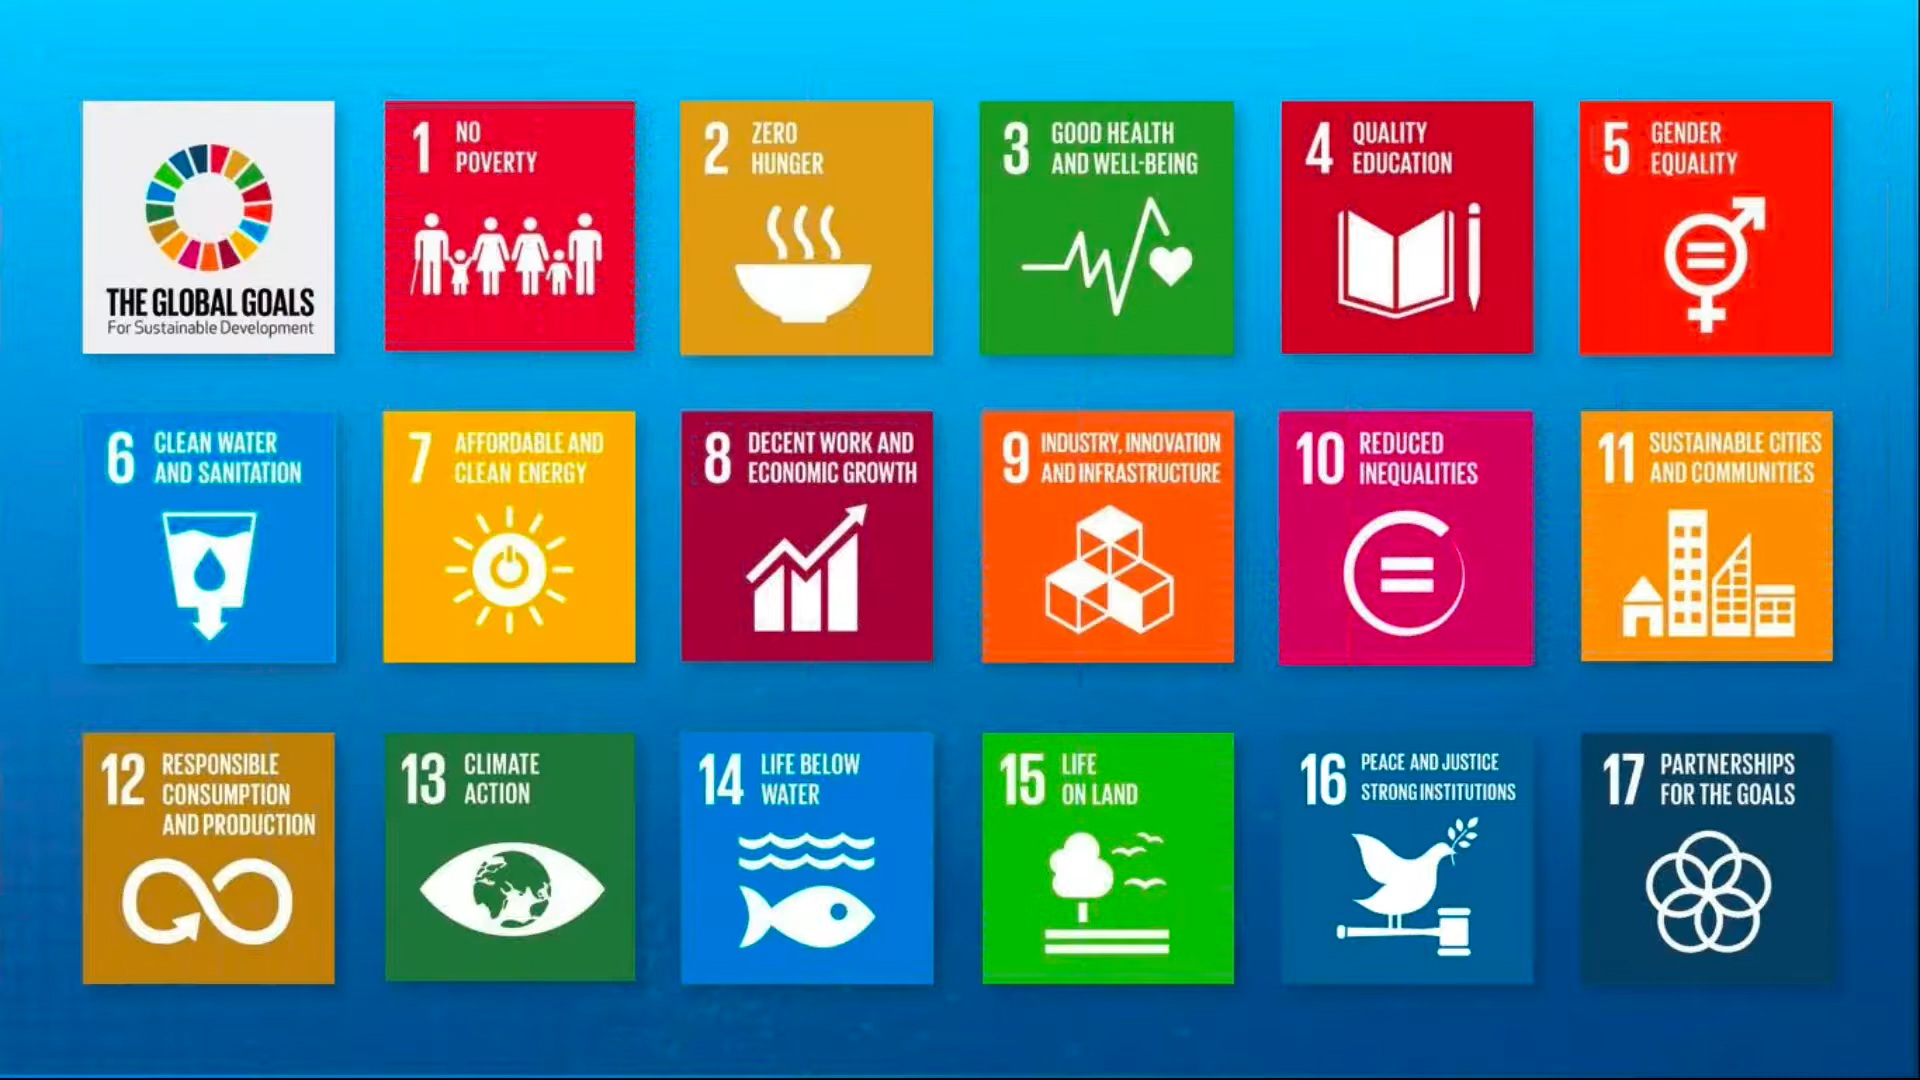 THE GLOBAL GOALS
For Sustainable Development
1 NO
POVERTY
2 ZERO
HUNGER
3 GOOD HEALTH
AND WELL-BEING
4 QUALITY
EDUCATION
5 GENDER
EQUALITY
6 CLEAN WATER
AND SANITATION
7 AFFORDABLE AND
CLEAN ENERGY
8 DECENT WORK AND
ECONOMIC GROWTH
9 INDUSTRY, INNOVATION
AND INFRASTRUCTURE
10 REDUCED
INEQUALITIES
11 SUSTAINABLE CITIES
AND COMMUNITIES
12 RESPONSIBLE
CONSUMPTION
AND PRODUCTION
13 CLIMATE
ACTION
14 LIFE BELOW
WATER
15 LIFE
ON LAND
16 PEACE AND JUSTICE
STRONG INSTITUTIONS
17 PARTNERSHIPS
FOR THE GOALS